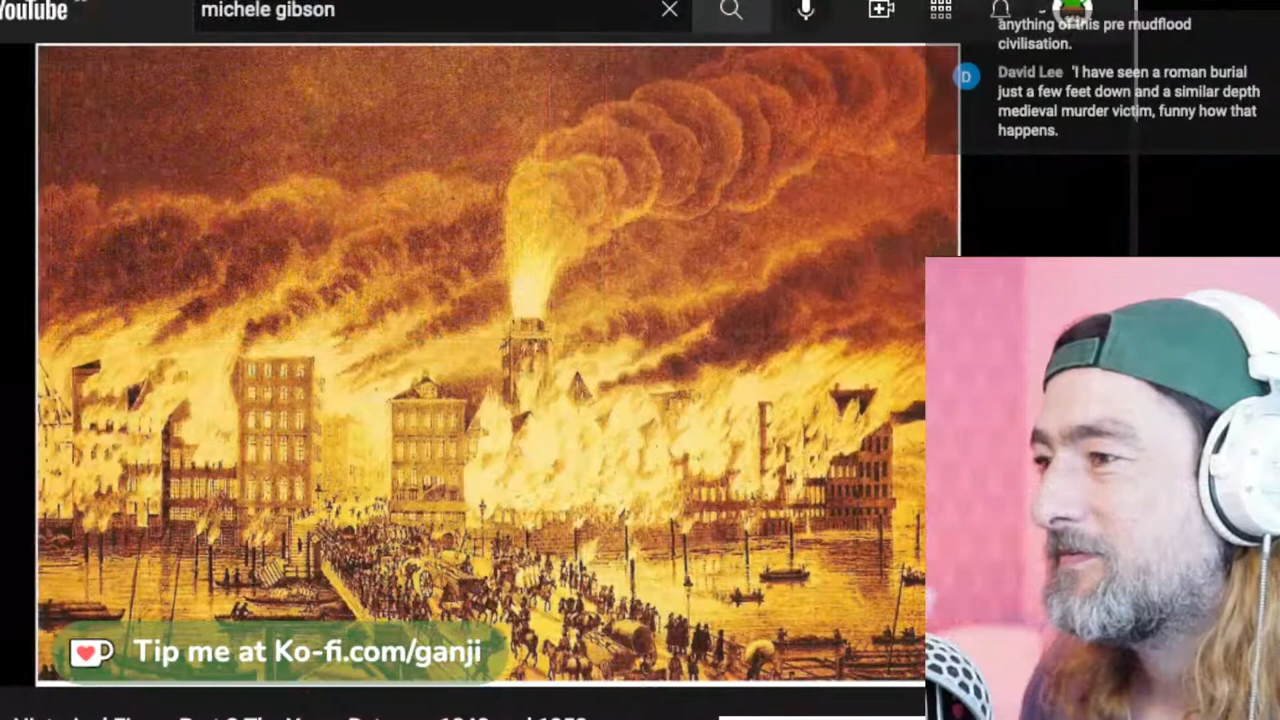 YouTube
michele gibson
anything of this pre mudflood
civilisation.
David Lee 'I have seen a roman burial
just a few feet down and a similar depth
medieval murder victim, funny how that
happens.
D
Tip me at Ko-fi.com/ganji